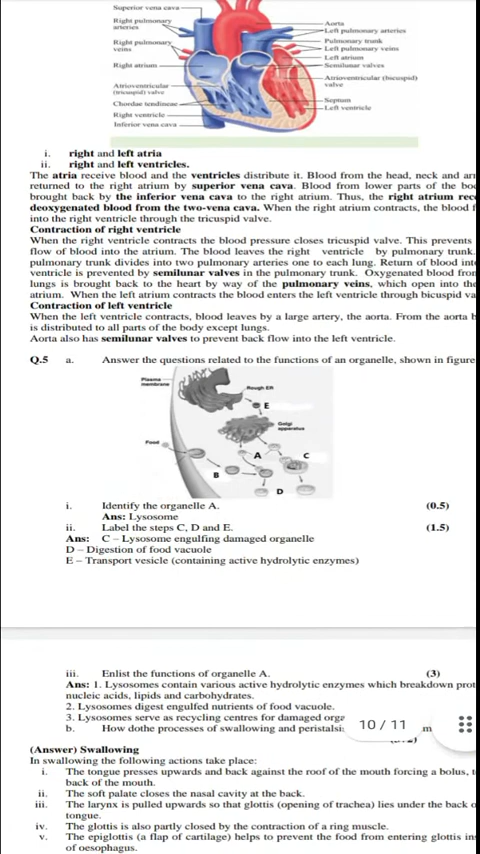 Superior vena cava
Right pulmonary arteries
Right pulmonary veins
Right atrium
Atrioventricular (tricuspid) valve
Chordae tendineae
Right ventricle
Inferior vena cava
Aorta
Left pulmonary arteries
Pulmonary trunk
Left pulmonary veins
Left atrium
Semilunar valves
Atrioventricular (bicuspid) valve
Septum
Left ventricle
i. right and left atria
ii. right and left ventricles.
The atria receive blood and the ventricles distribute it. Blood from the head, neck and
returned to the right atrium by superior vena cava. Blood from lower parts of the
brought back by the inferior vena cava to the right atrium. Thus, the right atrium
deoxygenated blood from the two-vena cava. When the right atrium contracts, the blood
into the right ventricle through the tricuspid valve.
Contraction of right ventricle
When the right ventricle contracts the blood pressure closes tricuspid valve. This prevents
flow of blood into the atrium. The blood leaves the right ventricle by pulmonary trunk.
pulmonary trunk divides into two pulmonary arteries one to each lung. Return of blood
ventricle is prevented by semilunar valves in the pulmonary trunk. Oxygenated blood
lungs is brought back to the heart by way of the pulmonary veins, which open into
atrium. When the left atrium contracts the blood enters the left ventricle through bicuspid
Contraction of left ventricle
When the left ventricle contracts, blood leaves by a large artery, the aorta. From the aorta
is distributed to all parts of the body except lungs.
Aorta also has semilunar valves to prevent back flow into the left ventricle.
Q.5 a. Answer the questions related to the functions of an organelle, shown in figure
Plasma membrane
Rough ER
E
Golgi apparatus
Food
A
C
B
D
i. Identify the organelle A. (0.5)
Ans: Lysosome
ii. Label the steps C, D and E. (1.5)
Ans: C – Lysosome engulfing damaged organelle
D – Digestion of food vacuole
E – Transport vesicle (containing active hydrolytic enzymes)
iii. Enlist the functions of organelle A. (3)
Ans: 1. Lysosomes contain various active hydrolytic enzymes which breakdown
nucleic acids, lipids and carbohydrates.
2. Lysosomes digest engulfed nutrients of food vacuole.
3. Lysosomes serve as recycling centres for damaged
b. How dothe processes of swallowing and
10 / 11
(Answer) Swallowing
In swallowing the following actions take place:
i. The tongue presses upwards and back against the roof of the mouth forcing a bolus,
back of the mouth.
ii. The soft palate closes the nasal cavity at the back.
iii. The larynx is pulled upwards so that glottis (opening of trachea) lies under the back
tongue.
iv. The glottis is also partly closed by the contraction of a ring muscle.
v. The epiglottis (a flap of cartilage) helps to prevent the food from entering glottis
of oesophagus.